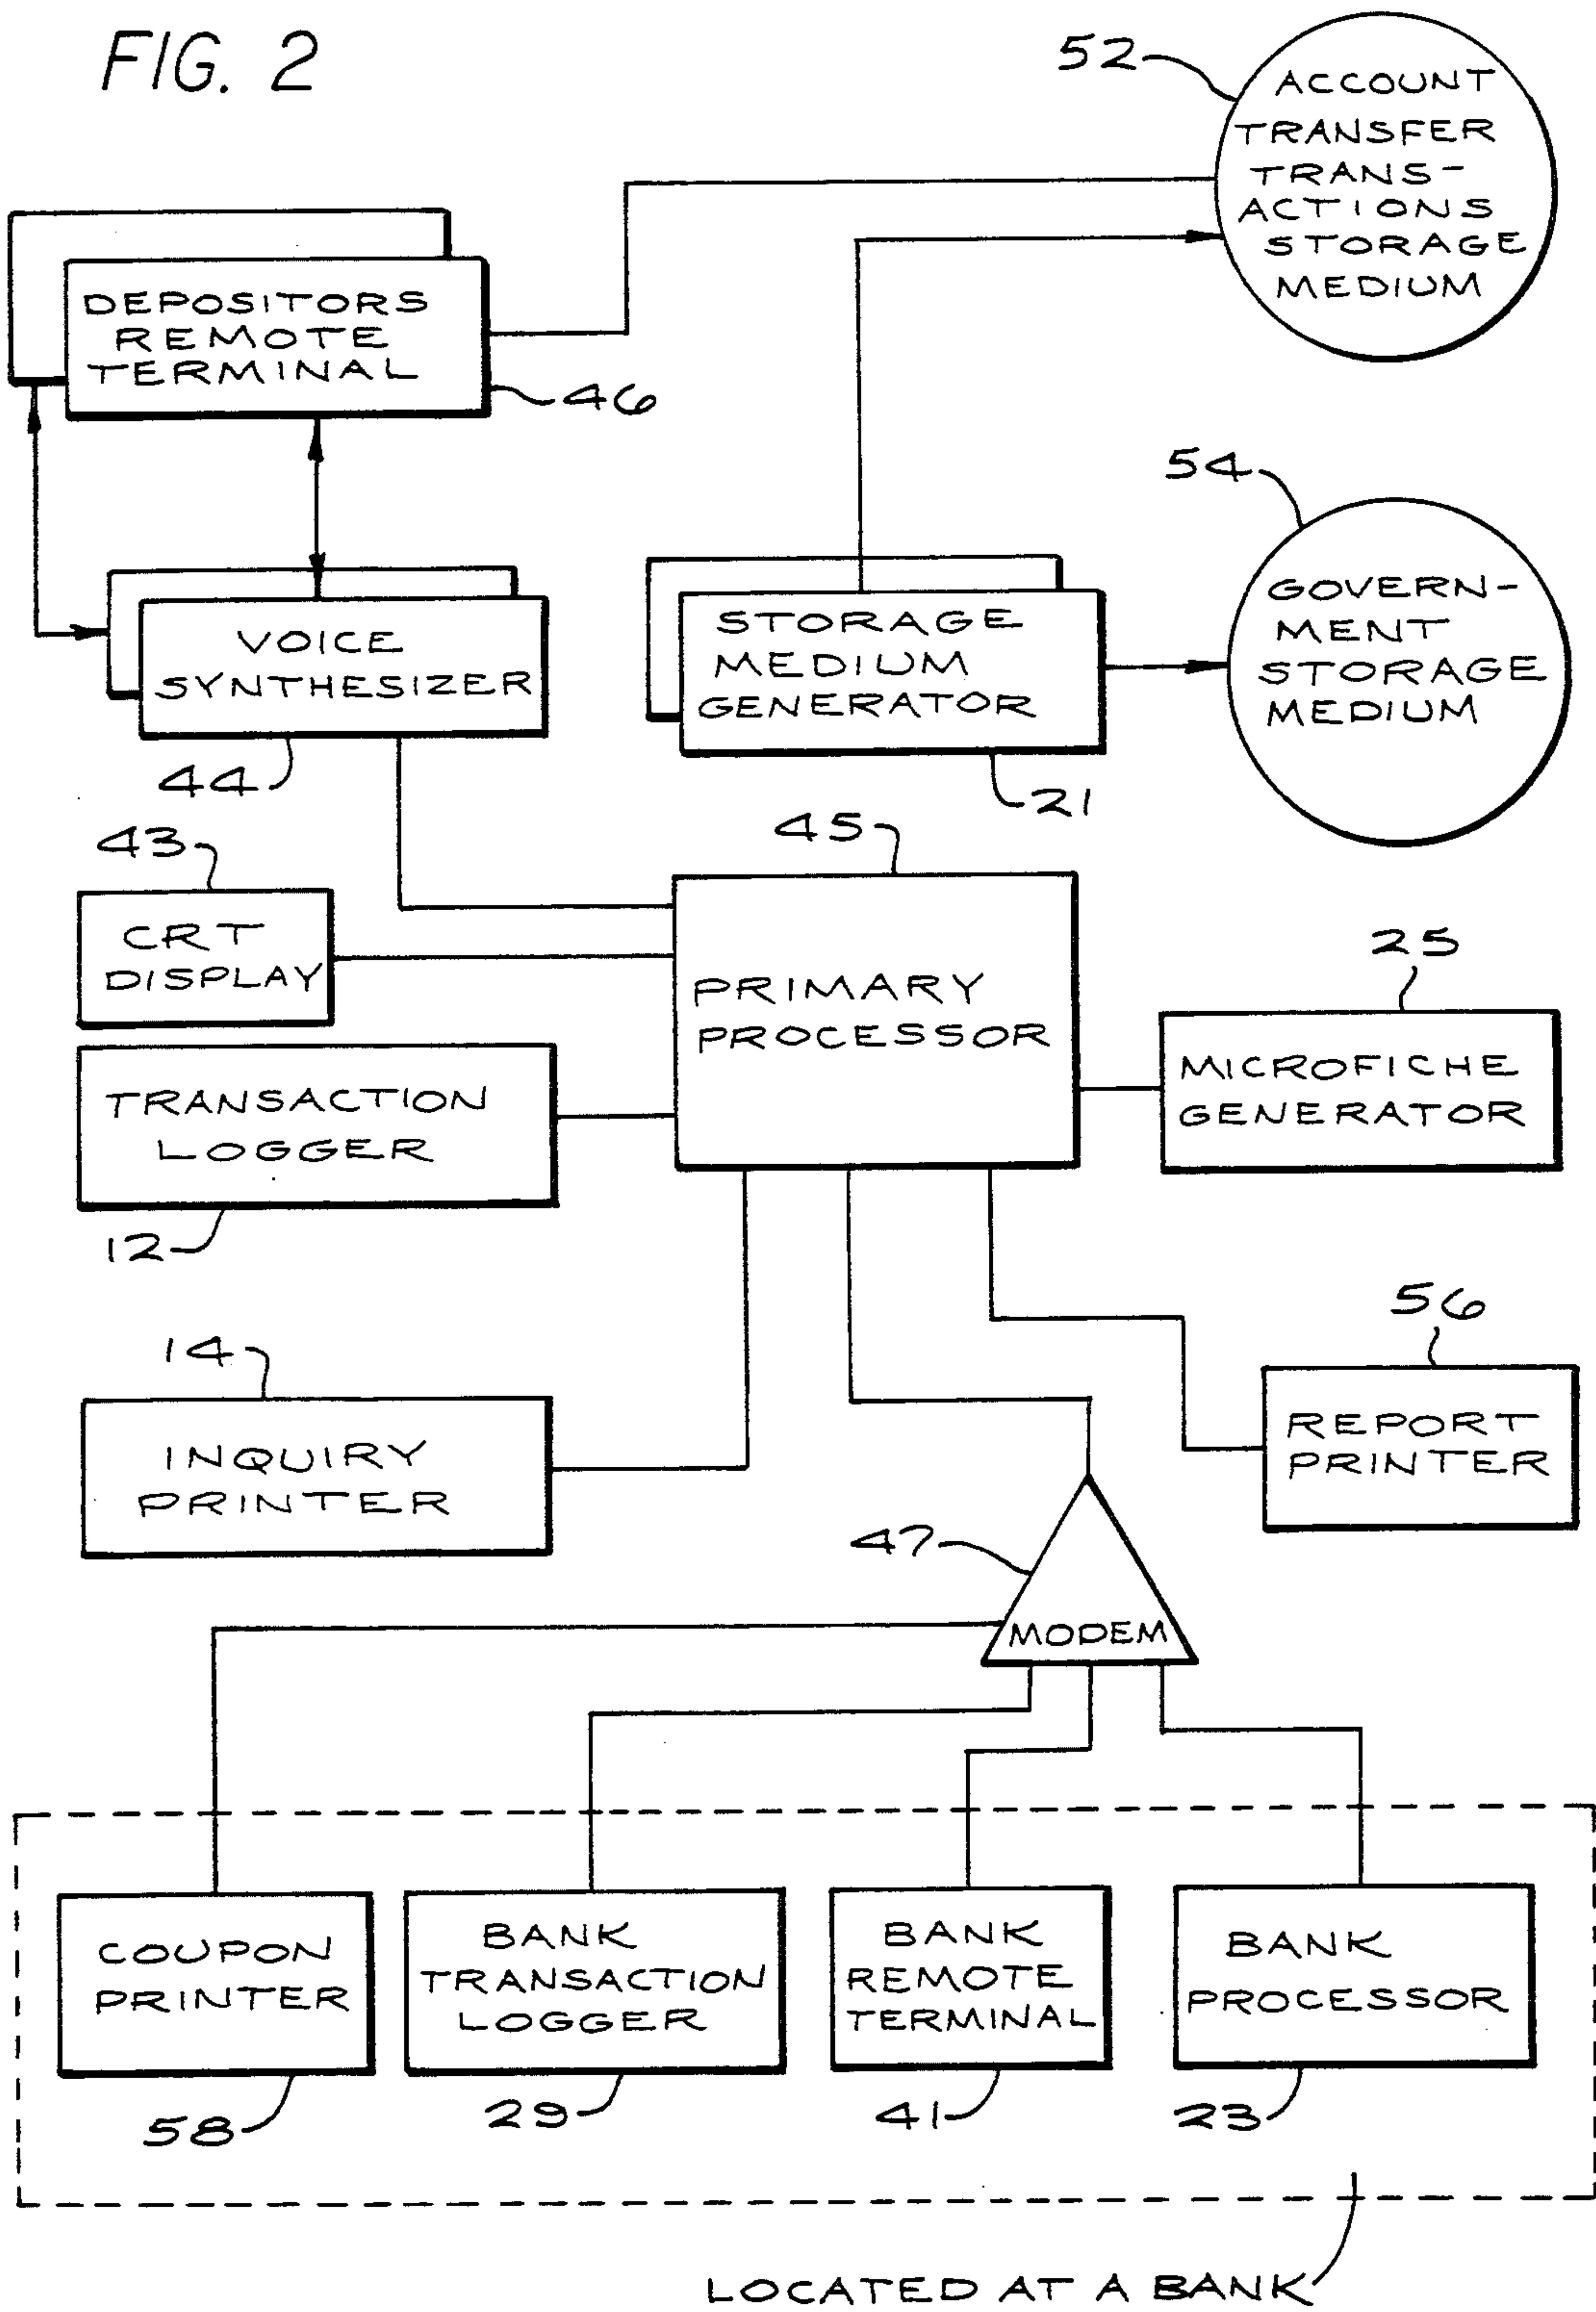 FIG. 2
52
ACCOUNT
TRANSFER
TRANS-
ACTIONS
STORAGE
MEDIUM
DEPOSITORS
REMOTE
TERMINAL
46
54
GOVERN-
MENT
STORAGE
MEDIUM
VOICE
SYNTHESIZER
44
STORAGE
MEDIUM
GENERATOR
21
43
CRT
DISPLAY
45
PRIMARY
PROCESSOR
25
MICROFICHE
GENERATOR
TRANSACTION
LOGGER
12
14
INQUIRY
PRINTER
56
REPORT
PRINTER
47
MODEM
COUPON
PRINTER
58
BANK
TRANSACTION
LOGGER
29
BANK
REMOTE
TERMINAL
41
BANK
PROCESSOR
23
LOCATED AT A BANK